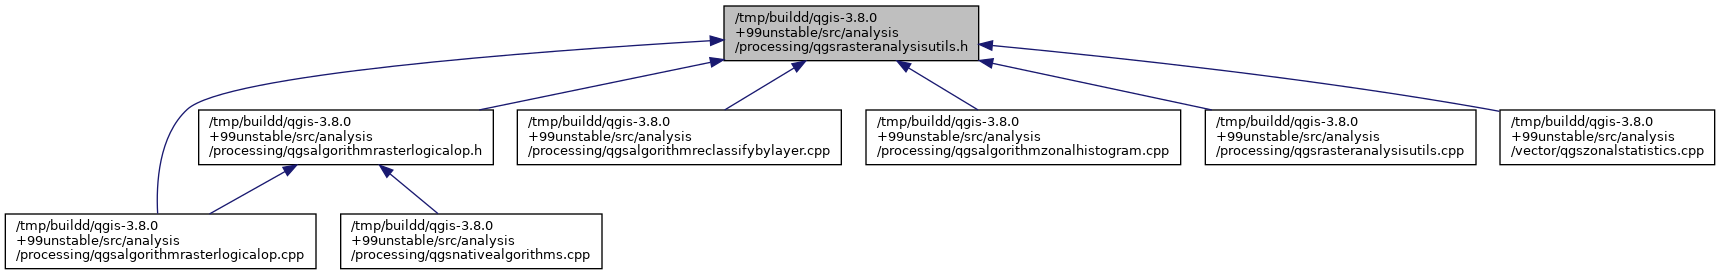 /tmp/buildd/qgis-3.8.0
+99unstable/src/analysis
/processing/qgsrasteranalysisutils.h
/tmp/buildd/qgis-3.8.0
+99unstable/src/analysis
/processing/qgsalgorithmrasterlogicalop.h
/tmp/buildd/qgis-3.8.0
+99unstable/src/analysis
/processing/qgsalgorithmreclassifybylayer.cpp
/tmp/buildd/qgis-3.8.0
+99unstable/src/analysis
/processing/qgsalgorithmzonalhistogram.cpp
/tmp/buildd/qgis-3.8.0
+99unstable/src/analysis
/processing/qgsrasteranalysisutils.cpp
/tmp/buildd/qgis-3.8.0
+99unstable/src/analysis
/vector/qgszonalstatistics.cpp
/tmp/buildd/qgis-3.8.0
+99unstable/src/analysis
/processing/qgsalgorithmrasterlogicalop.cpp
/tmp/buildd/qgis-3.8.0
+99unstable/src/analysis
/processing/qgsnativealgorithms.cpp